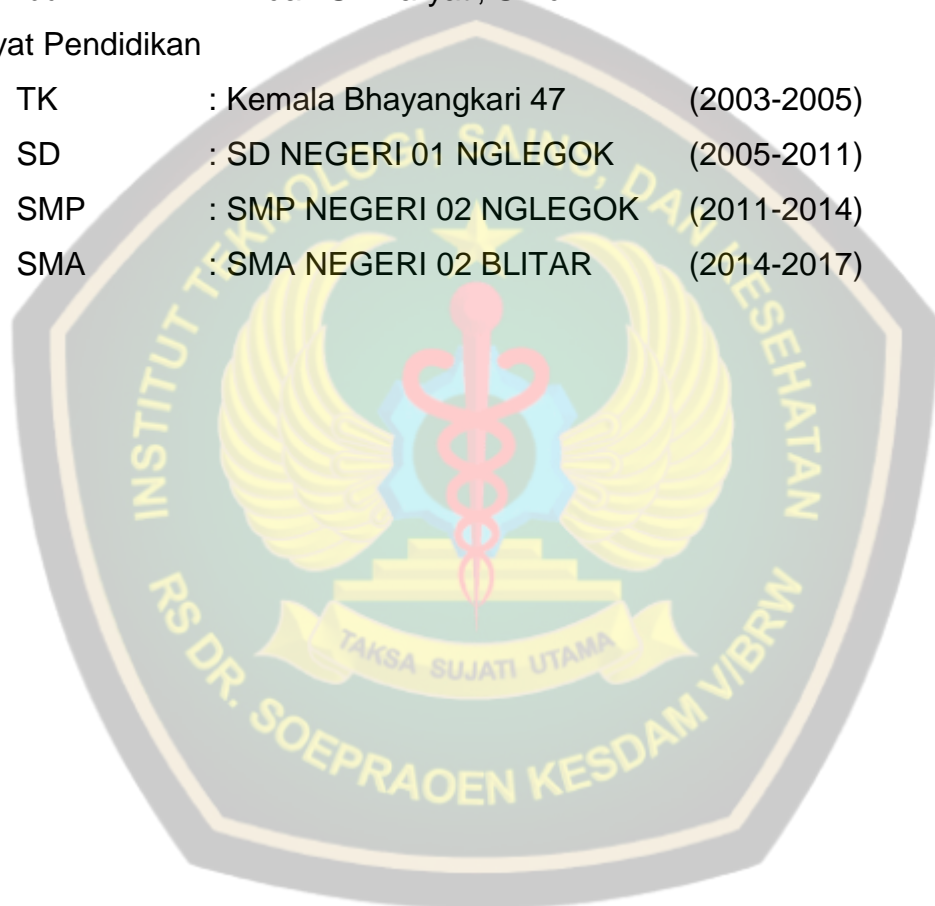 yat Pendidikan
TK : Kemala Bhayangkari 47 (2003-2005)
SD : SD NEGERI 01 NGLEGOK (2005-2011)
SMP : SMP NEGERI 02 NGLEGOK (2011-2014)
SMA : SMA NEGERI 02 BLITAR (2014-2017)
INSTITUT TEKNOLOGI, SAINS, DAN KESEHATAN
TAKSA SUJATI UTAMA
RS DR. SOEPRAOEN KESDAM V/BRW